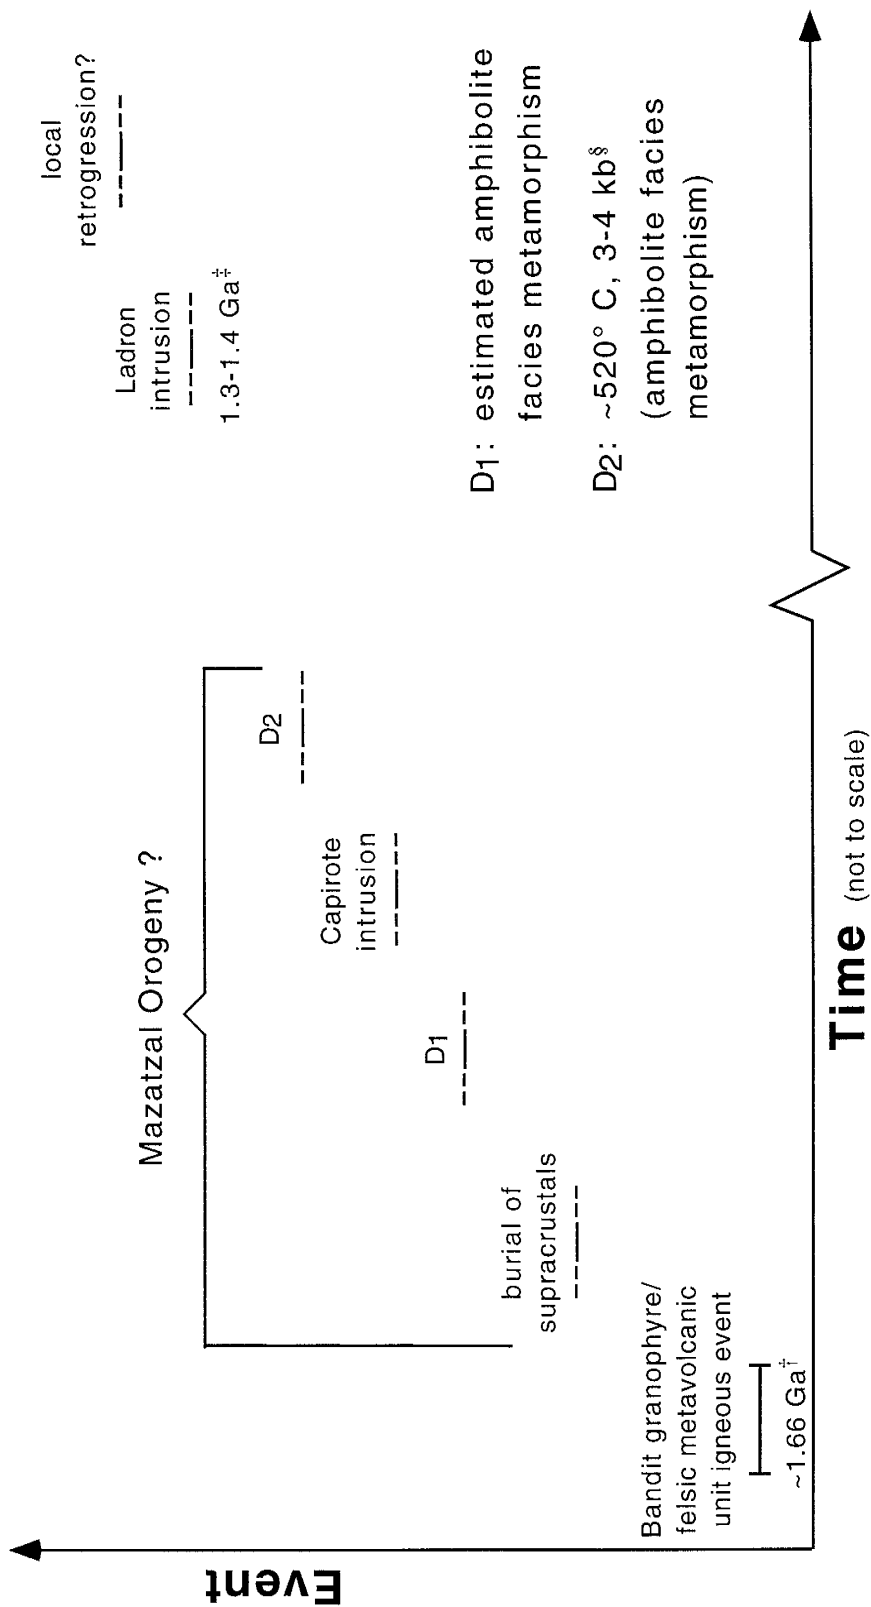 Event
Mazatzal Orogeny ?
local
retrogression?
Ladron
intrusion
1.3-1.4 Ga‡
D2
Capirote
intrusion
D1
burial of
supracrustals
Bandit granophyre/
felsic metavolcanic
unit igneous event
~1.66 Ga†
D1: estimated amphibolite
facies metamorphism
D2: ~520° C, 3-4 kb§
(amphibolite facies
metamorphism)
Time (not to scale)